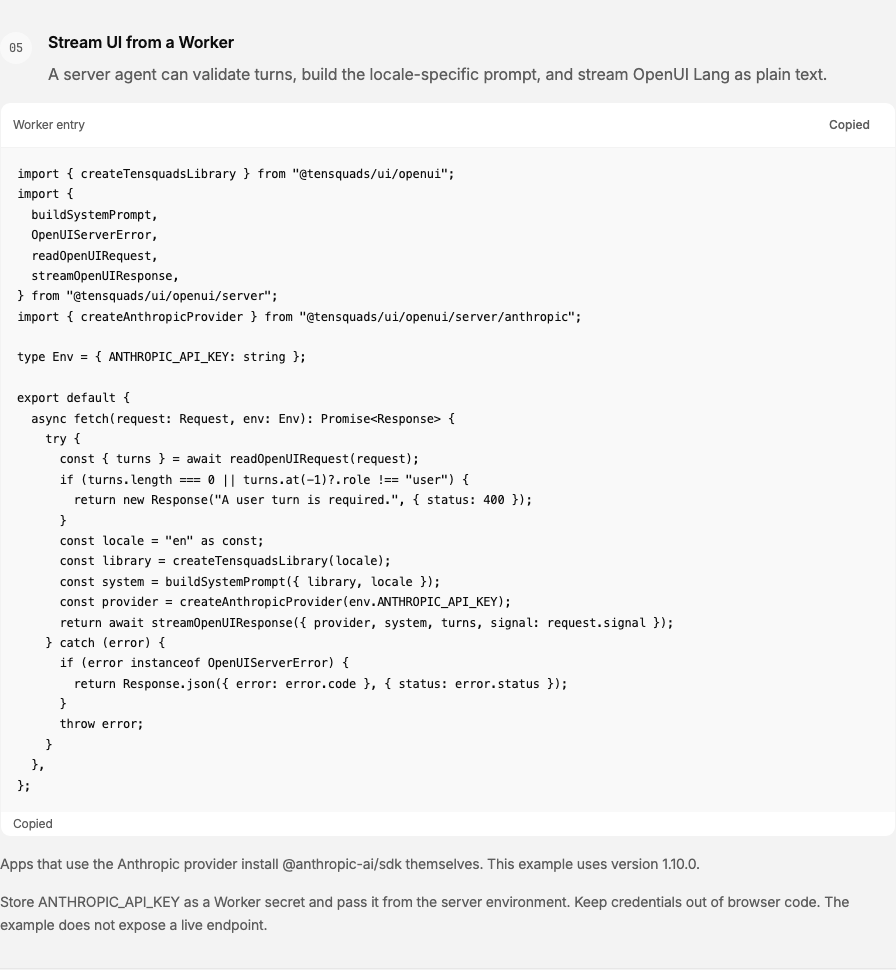 05
Stream UI from a Worker
A server agent can validate turns, build the locale-specific prompt, and stream OpenUI Lang as plain text.
Worker entry
Copied
import { createTensquadsLibrary } from "@tensquads/ui/openui";
import {
  buildSystemPrompt,
  OpenUIServerError,
  readOpenUIRequest,
  streamOpenUIResponse,
} from "@tensquads/ui/openui/server";
import { createAnthropicProvider } from "@tensquads/ui/openui/server/anthropic";

type Env = { ANTHROPIC_API_KEY: string };

export default {
  async fetch(request: Request, env: Env): Promise<Response> {
    try {
      const { turns } = await readOpenUIRequest(request);
      if (turns.length === 0 || turns.at(-1)?.role !== "user") {
        return new Response("A user turn is required.", { status: 400 });
      }
      const locale = "en" as const;
      const library = createTensquadsLibrary(locale);
      const system = buildSystemPrompt({ library, locale });
      const provider = createAnthropicProvider(env.ANTHROPIC_API_KEY);
      return await streamOpenUIResponse({ provider, system, turns, signal: request.signal });
    } catch (error) {
      if (error instanceof OpenUIServerError) {
        return Response.json({ error: error.code }, { status: error.status });
      }
      throw error;
    }
  },
};
Copied
Apps that use the Anthropic provider install @anthropic-ai/sdk themselves. This example uses version 1.10.0.
Store ANTHROPIC_API_KEY as a Worker secret and pass it from the server environment. Keep credentials out of browser code. The
example does not expose a live endpoint.